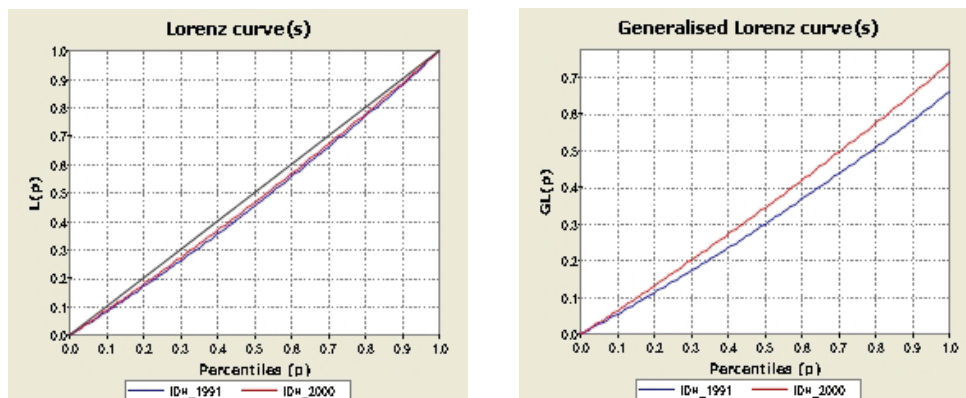 Lorenz curve(s)
1.0
0.9
0.8
0.7
0.6
0.5
0.4
0.3
0.2
0.1
0.0
L(p)
0.0 0.1 0.2 0.3 0.4 0.5 0.6 0.7 0.8 0.9 1.0
Percentiles (p)
IDH_1991 IDH_2000
Generalised Lorenz curve(s)
0.7
0.6
0.5
0.4
0.3
0.2
0.1
0.0
GL(p)
0.0 0.1 0.2 0.3 0.4 0.5 0.6 0.7 0.8 0.9 1.0
Percentiles (p)
IDH_1991 IDH_2000